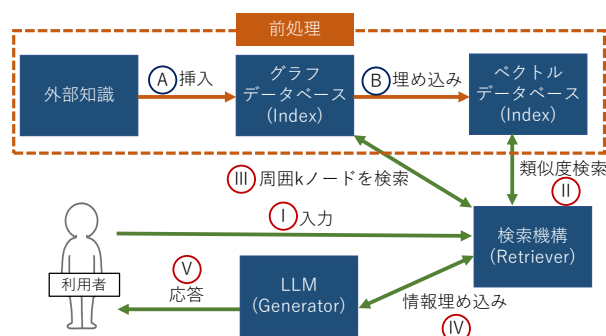 前処理
外部知識
A 挿入
グラフ
データベース
(Index)
B 埋め込み
ベクトル
データベース
(Index)
III 周囲kノードを検索
類似度検索
II
I 入力
検索機構
(Retriever)
利用者
V
応答
LLM
(Generator)
情報埋め込み
IV